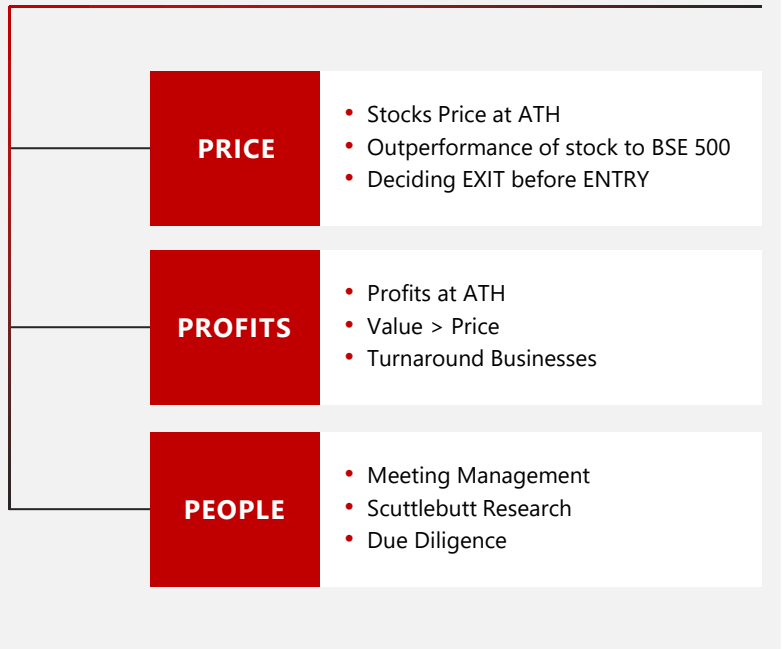 PRICE
• Stocks Price at ATH
• Outperformance of stock to BSE 500
• Deciding EXIT before ENTRY
PROFITS
• Profits at ATH
• Value > Price
• Turnaround Businesses
PEOPLE
• Meeting Management
• Scuttlebutt Research
• Due Diligence